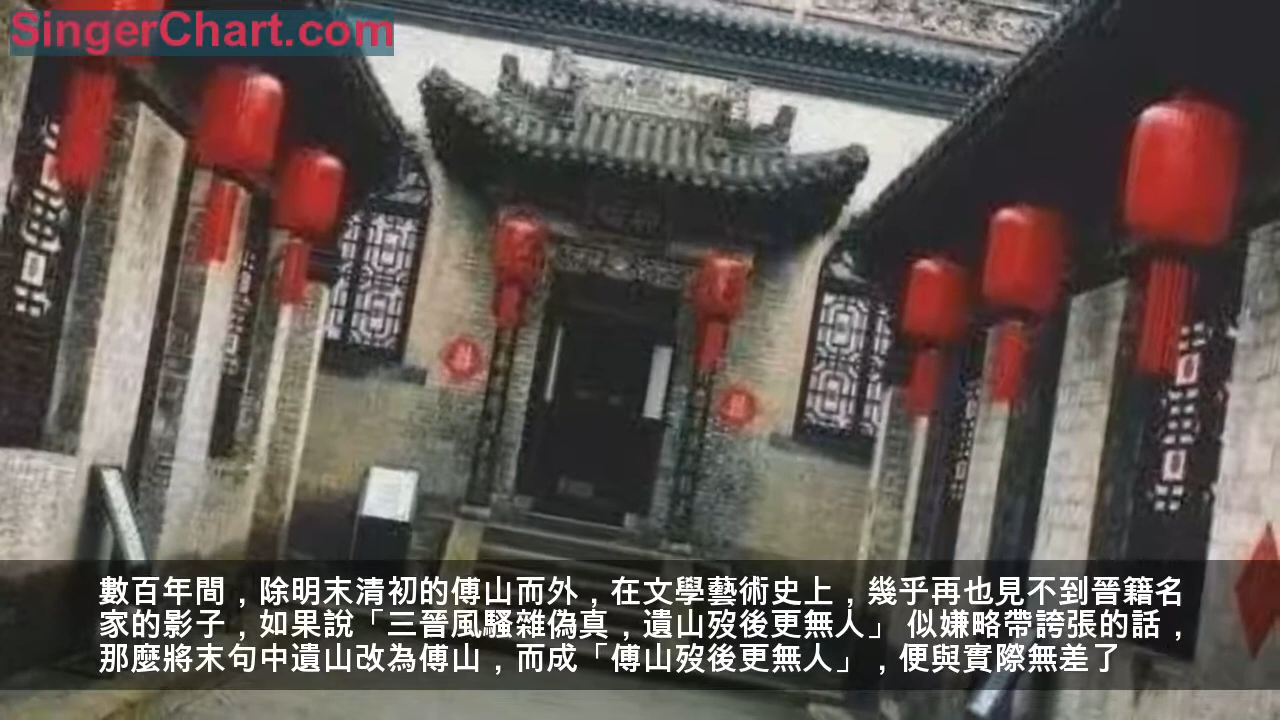 SingerChart.com
數百年間，除明末清初的傅山而外，在文學藝術史上，幾乎再也見不到晉籍名
家的影子，如果說「三晉風騷雜偽真，遺山歿後更無人」 似嫌略帶誇張的話，
那麼將末句中遺山改為傅山，而成「傅山歿後更無人」，便與實際無差了